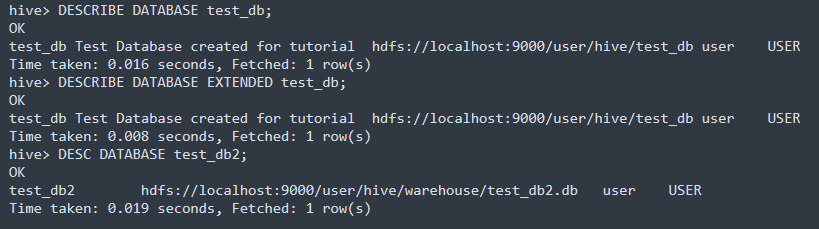 hive> DESCRIBE DATABASE test_db;
OK
test_db Test Database created for tutorial  hdfs://localhost:9000/user/hive/test_db user    USER
Time taken: 0.016 seconds, Fetched: 1 row(s)
hive> DESCRIBE DATABASE EXTENDED test_db;
OK
test_db Test Database created for tutorial  hdfs://localhost:9000/user/hive/test_db user    USER
Time taken: 0.008 seconds, Fetched: 1 row(s)
hive> DESC DATABASE test_db2;
OK
test_db2        hdfs://localhost:9000/user/hive/warehouse/test_db2.db   user    USER
Time taken: 0.019 seconds, Fetched: 1 row(s)